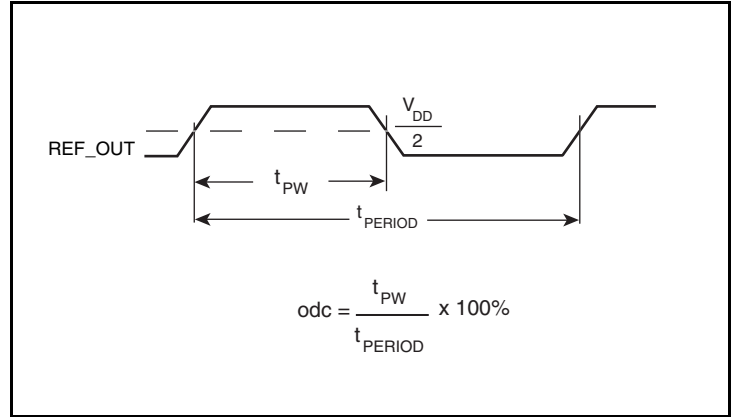 V_DD
REF_OUT
2
t_PW
t_PERIOD
t_PW
odc = x 100%
t_PERIOD